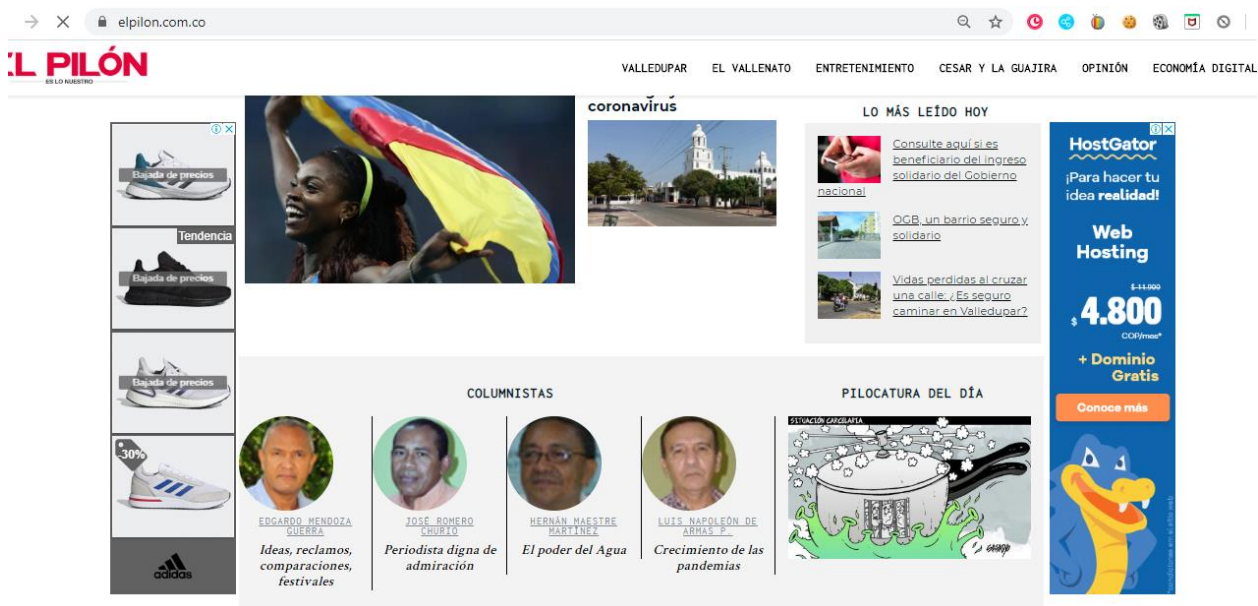 elpilon.com.co
EL PILÓN
ES LO NUESTRO
VALLEDUPAR EL VALLENATO ENTRETENIMIENTO CESAR Y LA GUAJIRA OPINIÓN ECONOMÍA DIGITAL
Bajada de precios
Tendencia
Bajada de precios
Bajada de precios
-30%
adidas
coronavirus
LO MÁS LEÍDO HOY
Consulte aquí si es
beneficiario del ingreso
solidario del Gobierno
nacional
OGB, un barrio seguro y
solidario
Vidas perdidas al cruzar
una calle: ¿Es seguro
caminar en Valledupar?
HostGator
¡Para hacer tu
idea realidad!
Web
Hosting
$ 11.900
$ 4.800
COP/mes*
+ Dominio
Gratis
Conoce más
COLUMNISTAS
EDGARDO MENDOZA
GUERRA
Ideas, reclamos,
comparaciones,
festivales
JOSÉ ROMERO
CHURIO
Periodista digna de
admiración
HERNÁN MAESTRE
MARTÍNEZ
El poder del Agua
LUIS NAPOLEÓN DE
ARMAS P.
Crecimiento de las
pandemias
PILOCATURA DEL DÍA
SITUACIÓN CARCELARIA